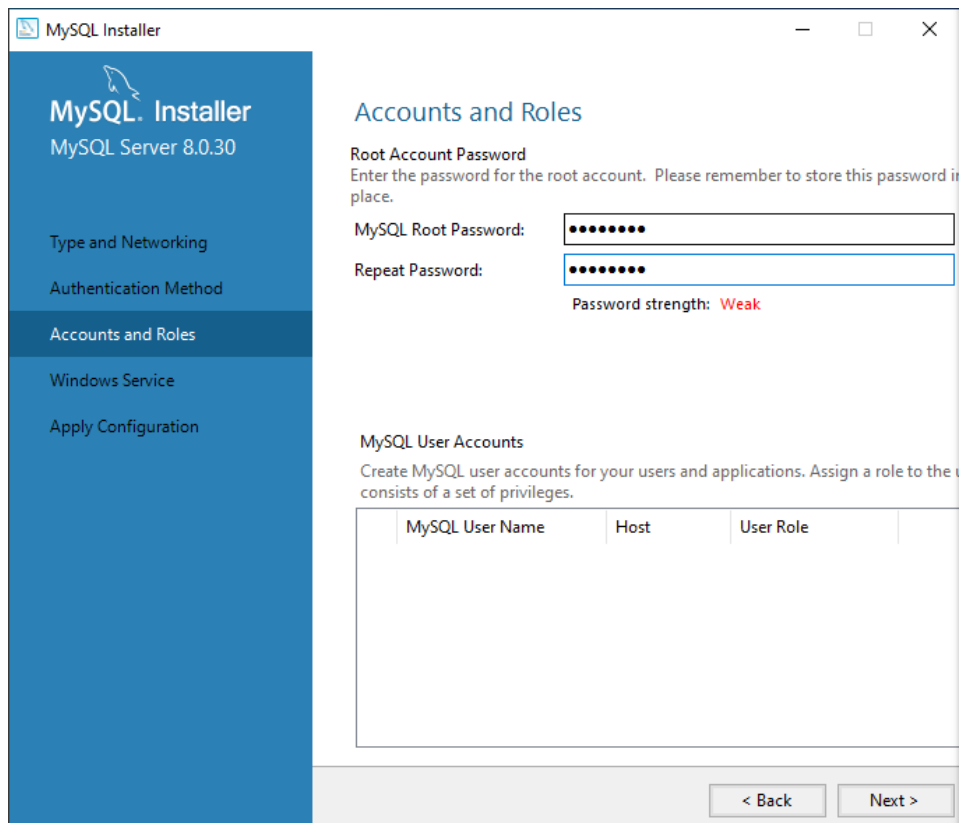 MySQL Installer
MySQL. Installer
MySQL Server 8.0.30
Type and Networking
Authentication Method
Accounts and Roles
Windows Service
Apply Configuration
Accounts and Roles
Root Account Password
Enter the password for the root account. Please remember to store this password in
place.
MySQL Root Password:
Repeat Password:
Password strength: Weak
MySQL User Accounts
Create MySQL user accounts for your users and applications. Assign a role to the
consists of a set of privileges.
MySQL User Name Host User Role
< Back Next >